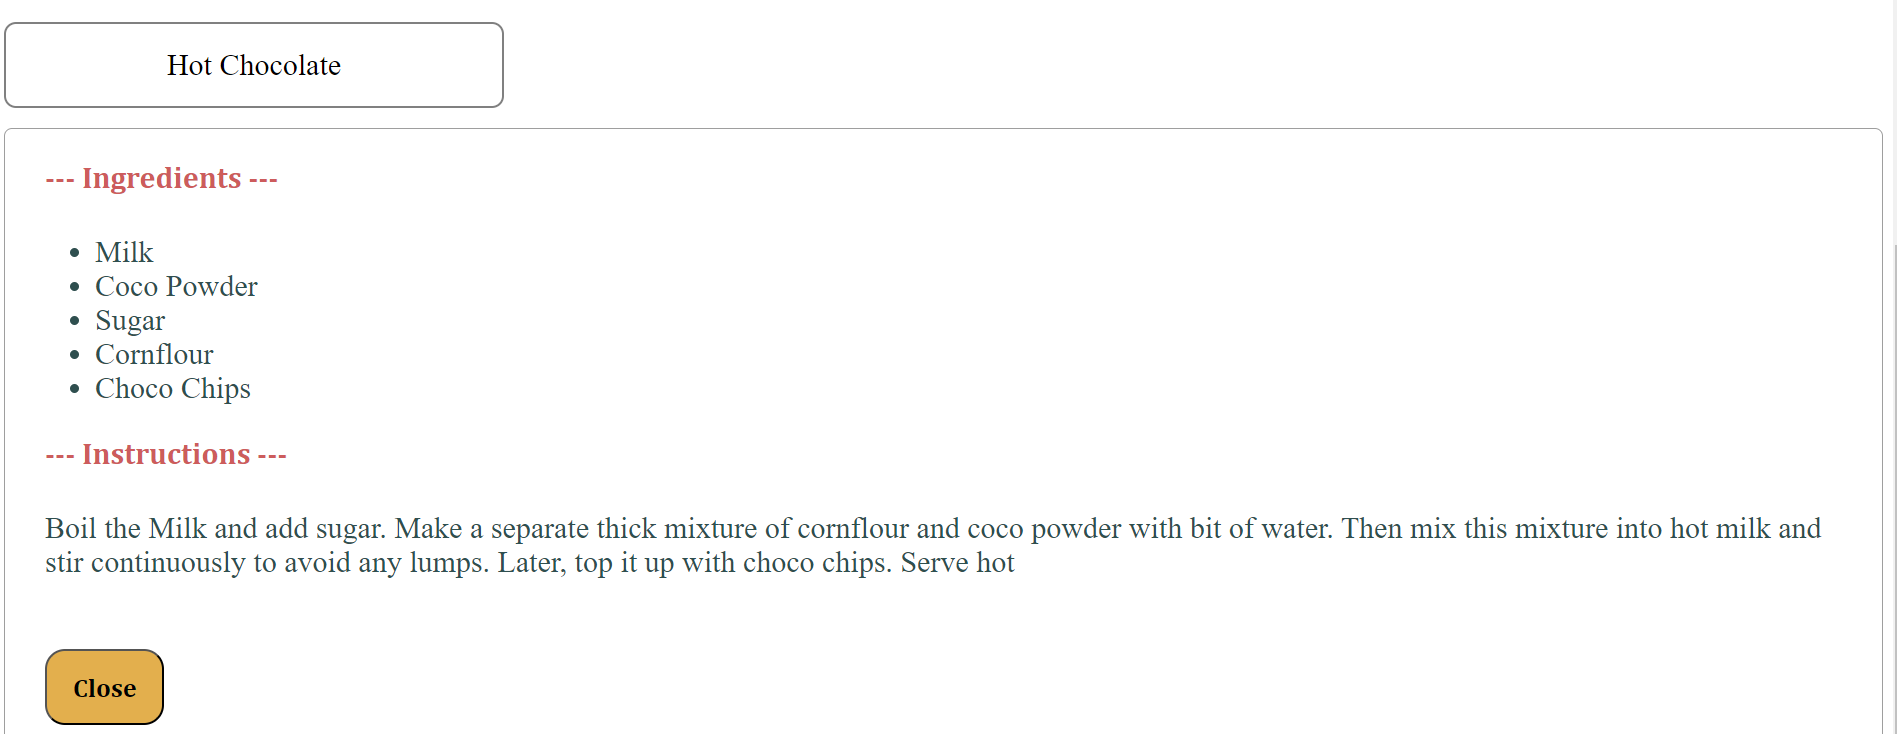 Hot Chocolate
--- Ingredients ---
• Milk
• Coco Powder
• Sugar
• Cornflour
• Choco Chips
--- Instructions ---
Boil the Milk and add sugar. Make a separate thick mixture of cornflour and coco powder with bit of water. Then mix this mixture into hot milk and
stir continuously to avoid any lumps. Later, top it up with choco chips. Serve hot
Close